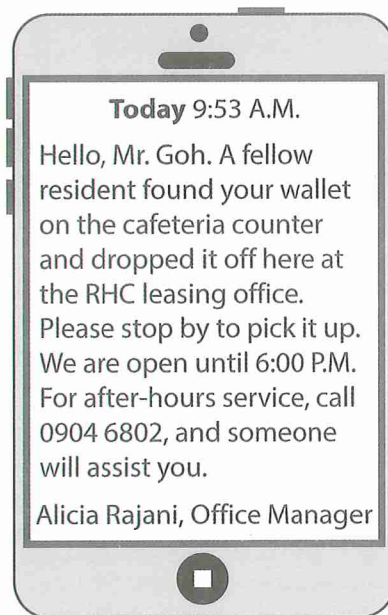 Today 9:53 A.M.
Hello, Mr. Goh. A fellow
resident found your wallet
on the cafeteria counter
and dropped it off here at
the RHC leasing office.
Please stop by to pick it up.
We are open until 6:00 P.M.
For after-hours service, call
0904 6802, and someone
will assist you.
Alicia Rajani, Office Manager